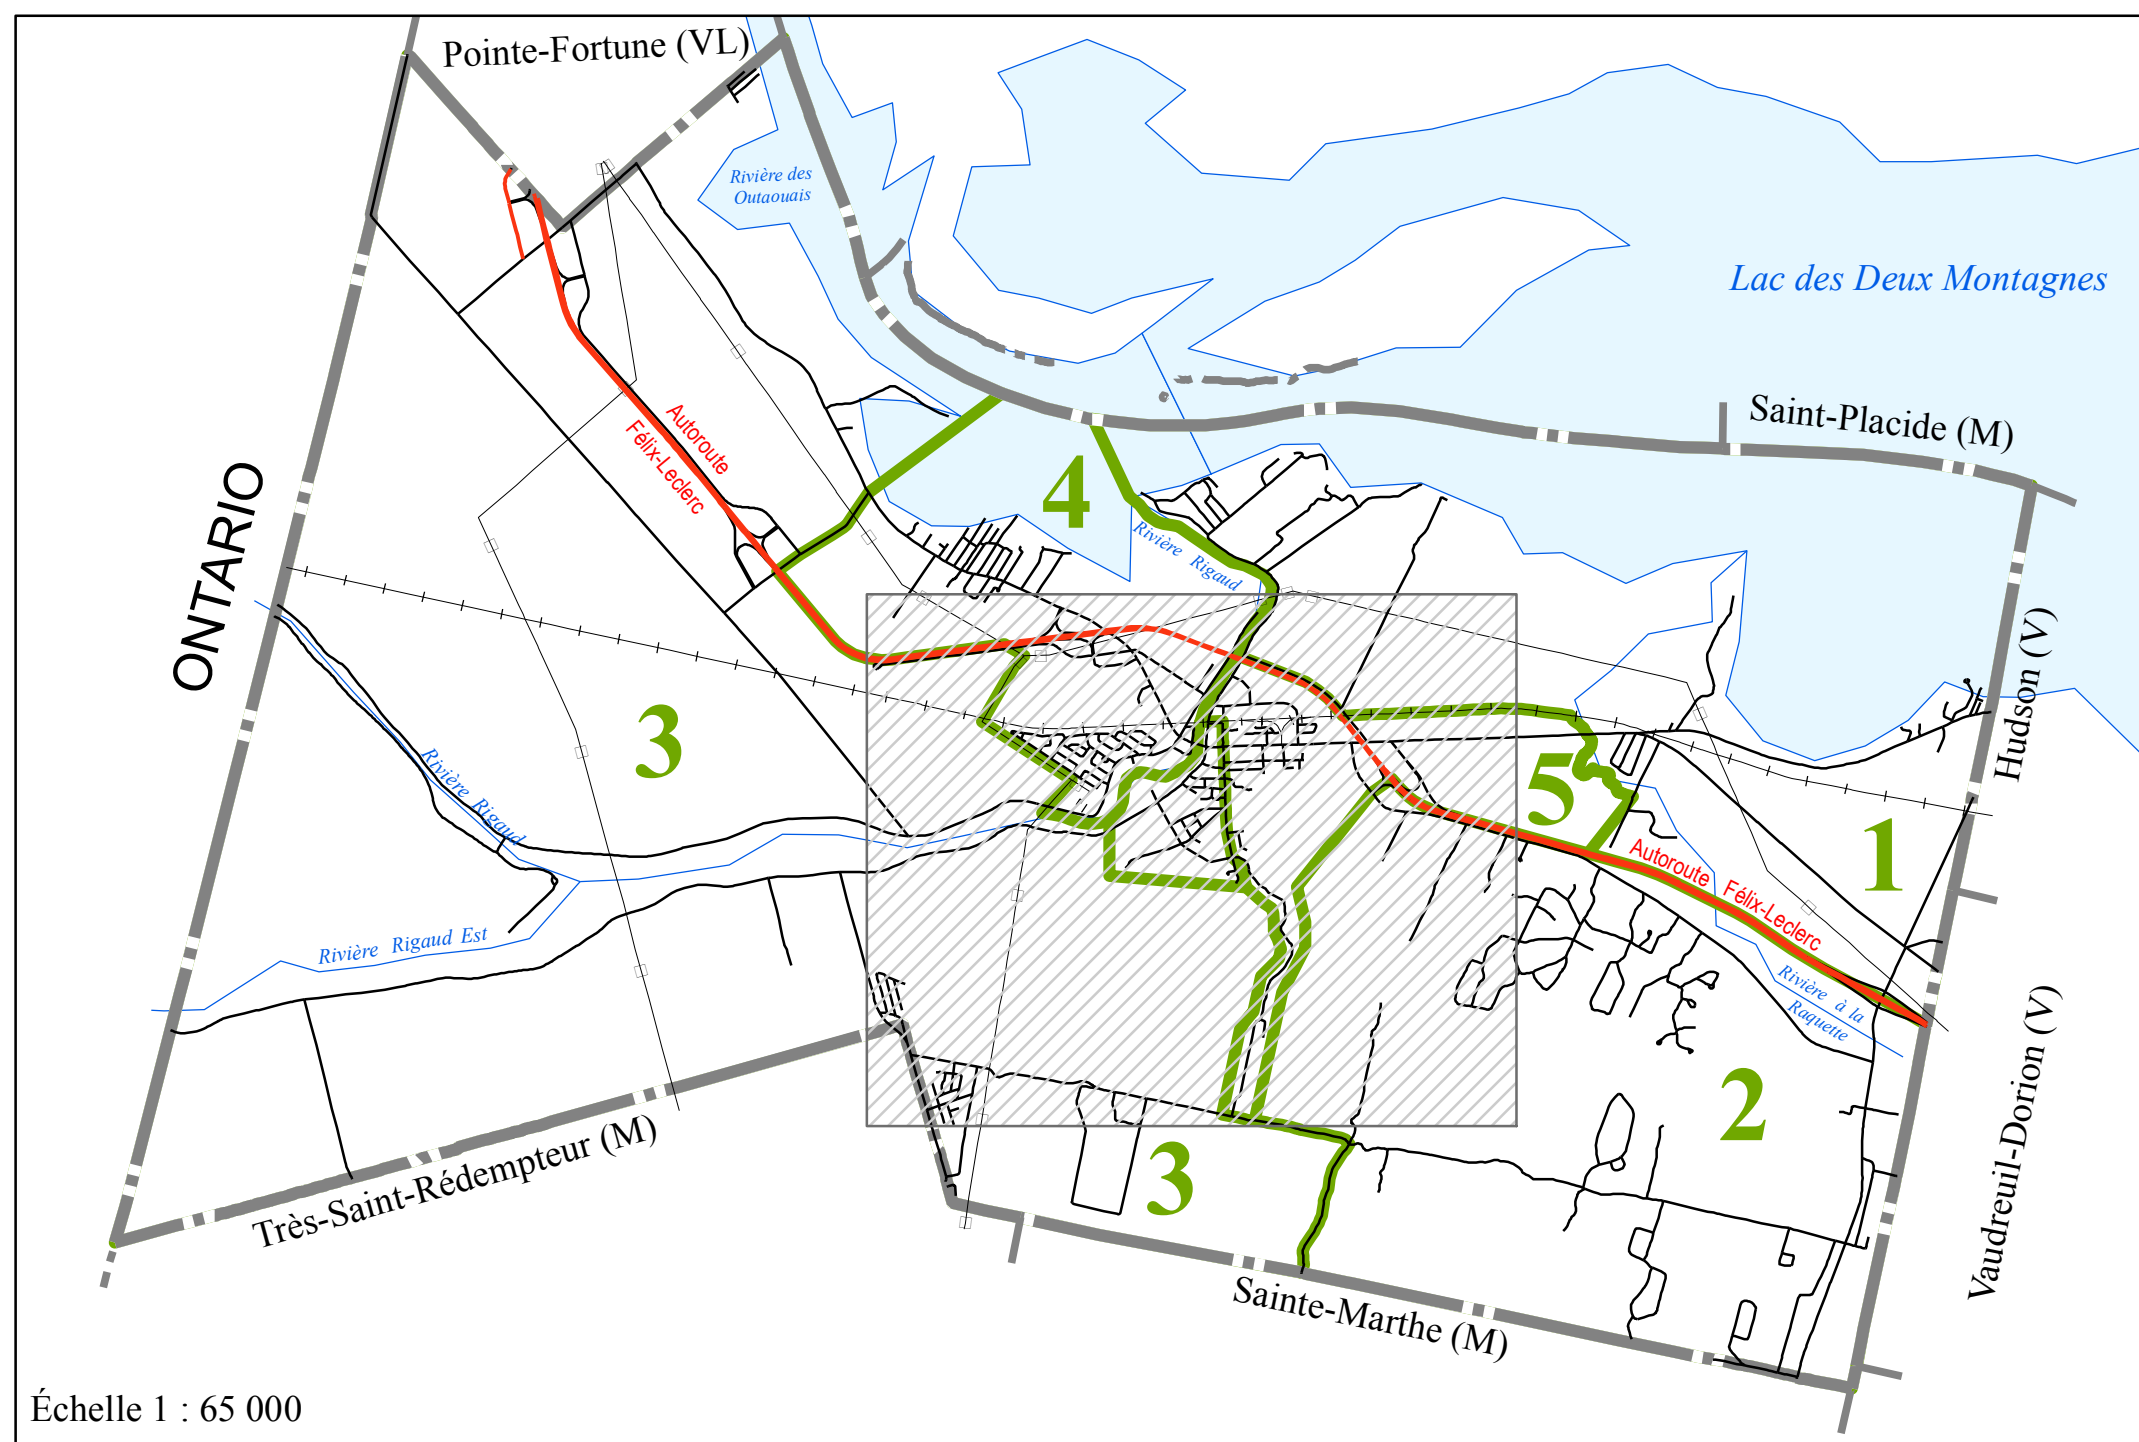 Pointe-Fortune (VL)
Rivière des
Outaouais
Lac des Deux Montagnes
Saint-Placide (M)
Autoroute
Félix-Leclerc
4
ONTARIO
Rivière Rigaud
Hudson (V)
3
Rivière Rigaud
5
1
Autoroute Félix-Leclerc
Rivière Rigaud Est
Rivière à la
Raquette
2
Vaudreuil-Dorion (V)
Très-Saint-Rédempteur (M)
3
Sainte-Marthe (M)
Échelle 1 : 65 000